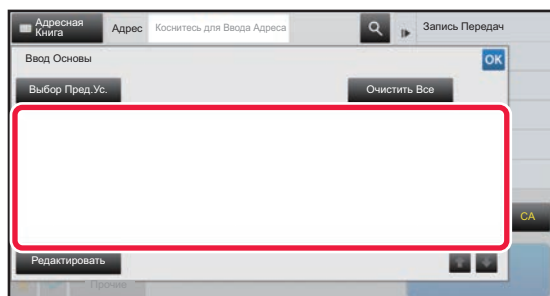 Адресная Книга
Адрес
Коснитесь для Ввода Адреса
Запись Передач
Ввод Основы
OK
Выбор Пред.Ус.
Очистить Все
CA
Редактировать
Прочие